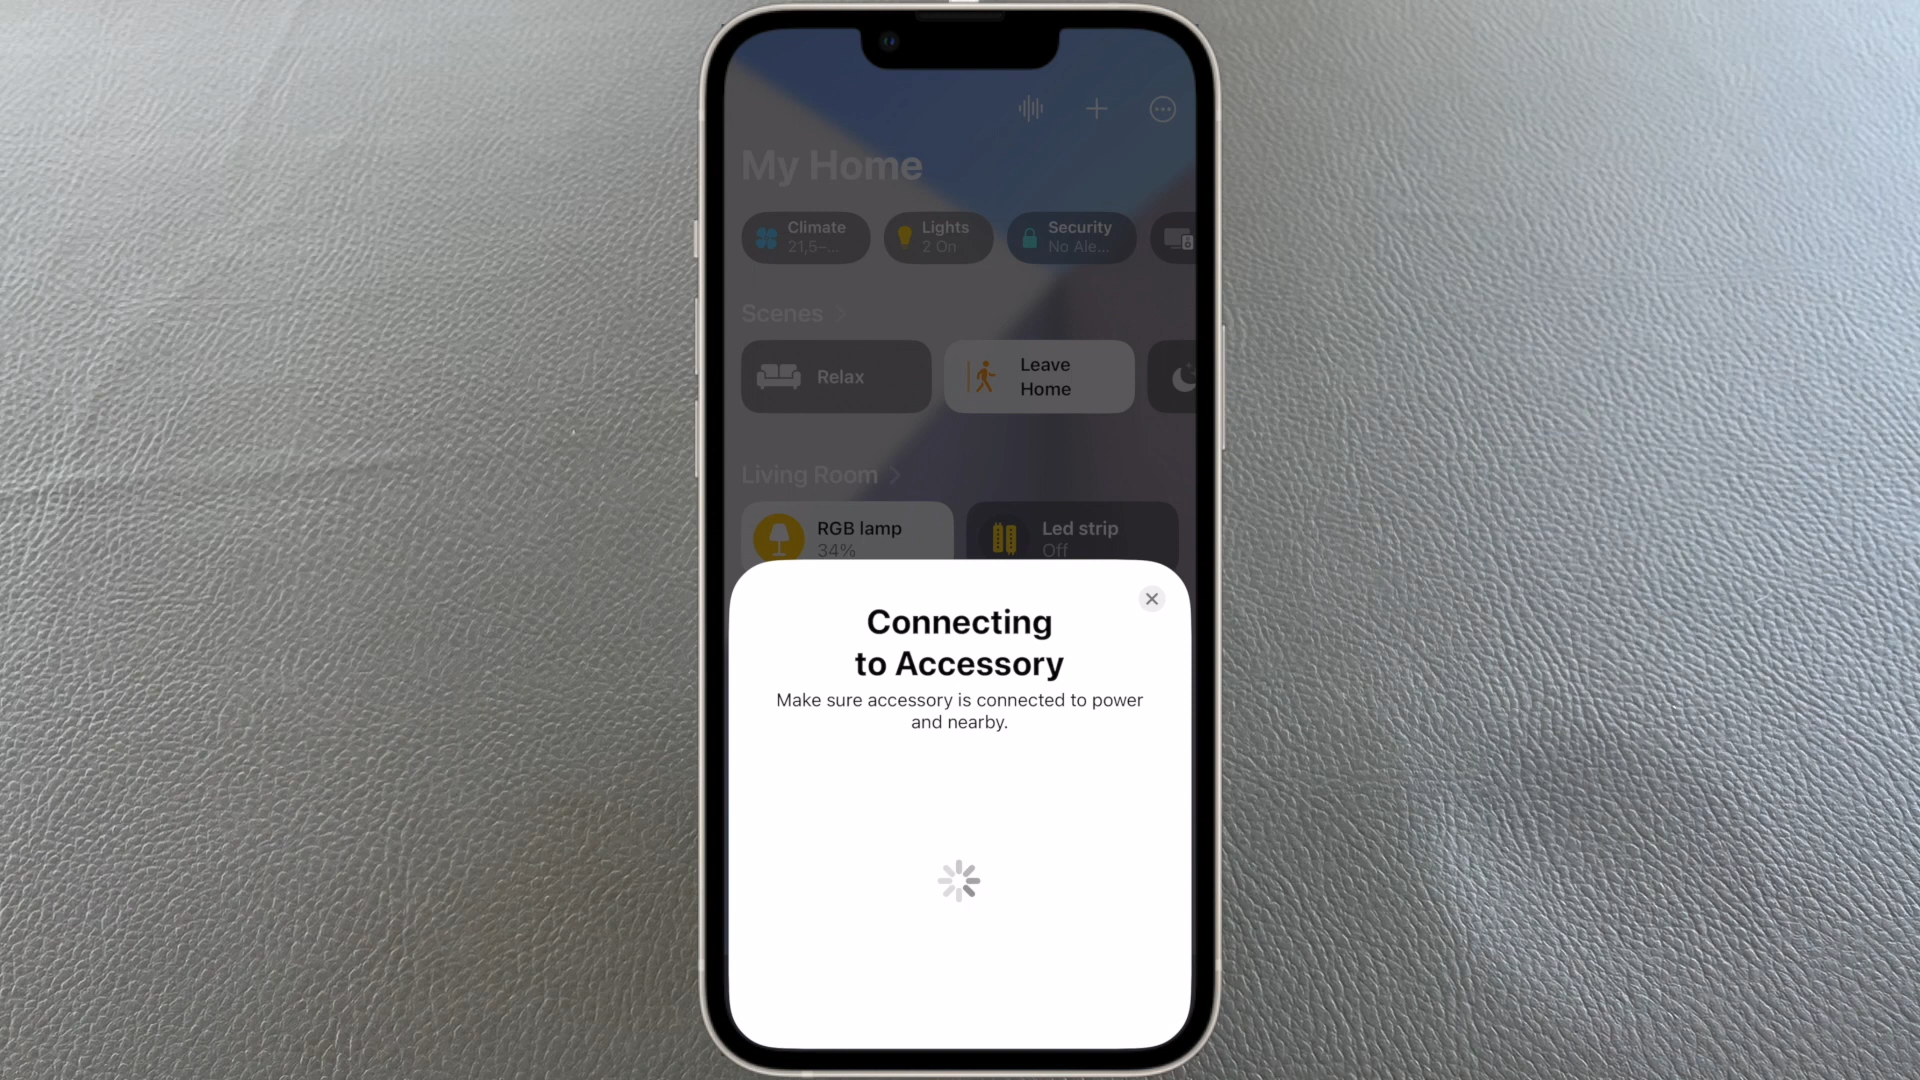 My Home
Climate
21,5–...
Lights
2 On
Security
No Ale...
Scenes
Relax
Leave
Home
Living Room
RGB lamp
34%
Led strip
Off
Connecting
to Accessory
Make sure accessory is connected to power
and nearby.